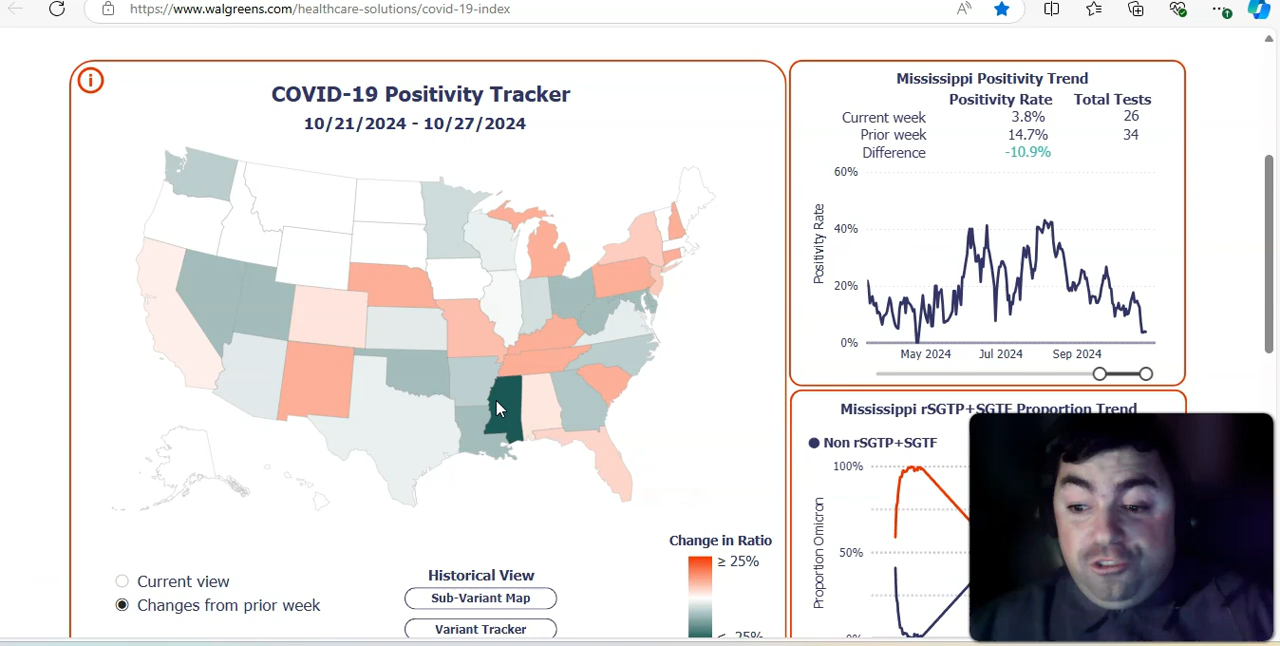 https://www.walgreens.com/healthcare-solutions/covid-19-index
COVID-19 Positivity Tracker
10/21/2024 - 10/27/2024
Change in Ratio
≥ 25%
≤ -25%
Current view
Changes from prior week
Historical View
Sub-Variant Map
Variant Tracker
Mississippi Positivity Trend
Positivity Rate Total Tests
Current week 3.8% 26
Prior week 14.7% 34
Difference -10.9%
60%
40%
20%
0%
Positivity Rate
May 2024 Jul 2024 Sep 2024
Mississippi rSGTP+SGTF Proportion Trend
Non rSGTP+SGTF
100%
50%
0%
Proportion Omicron